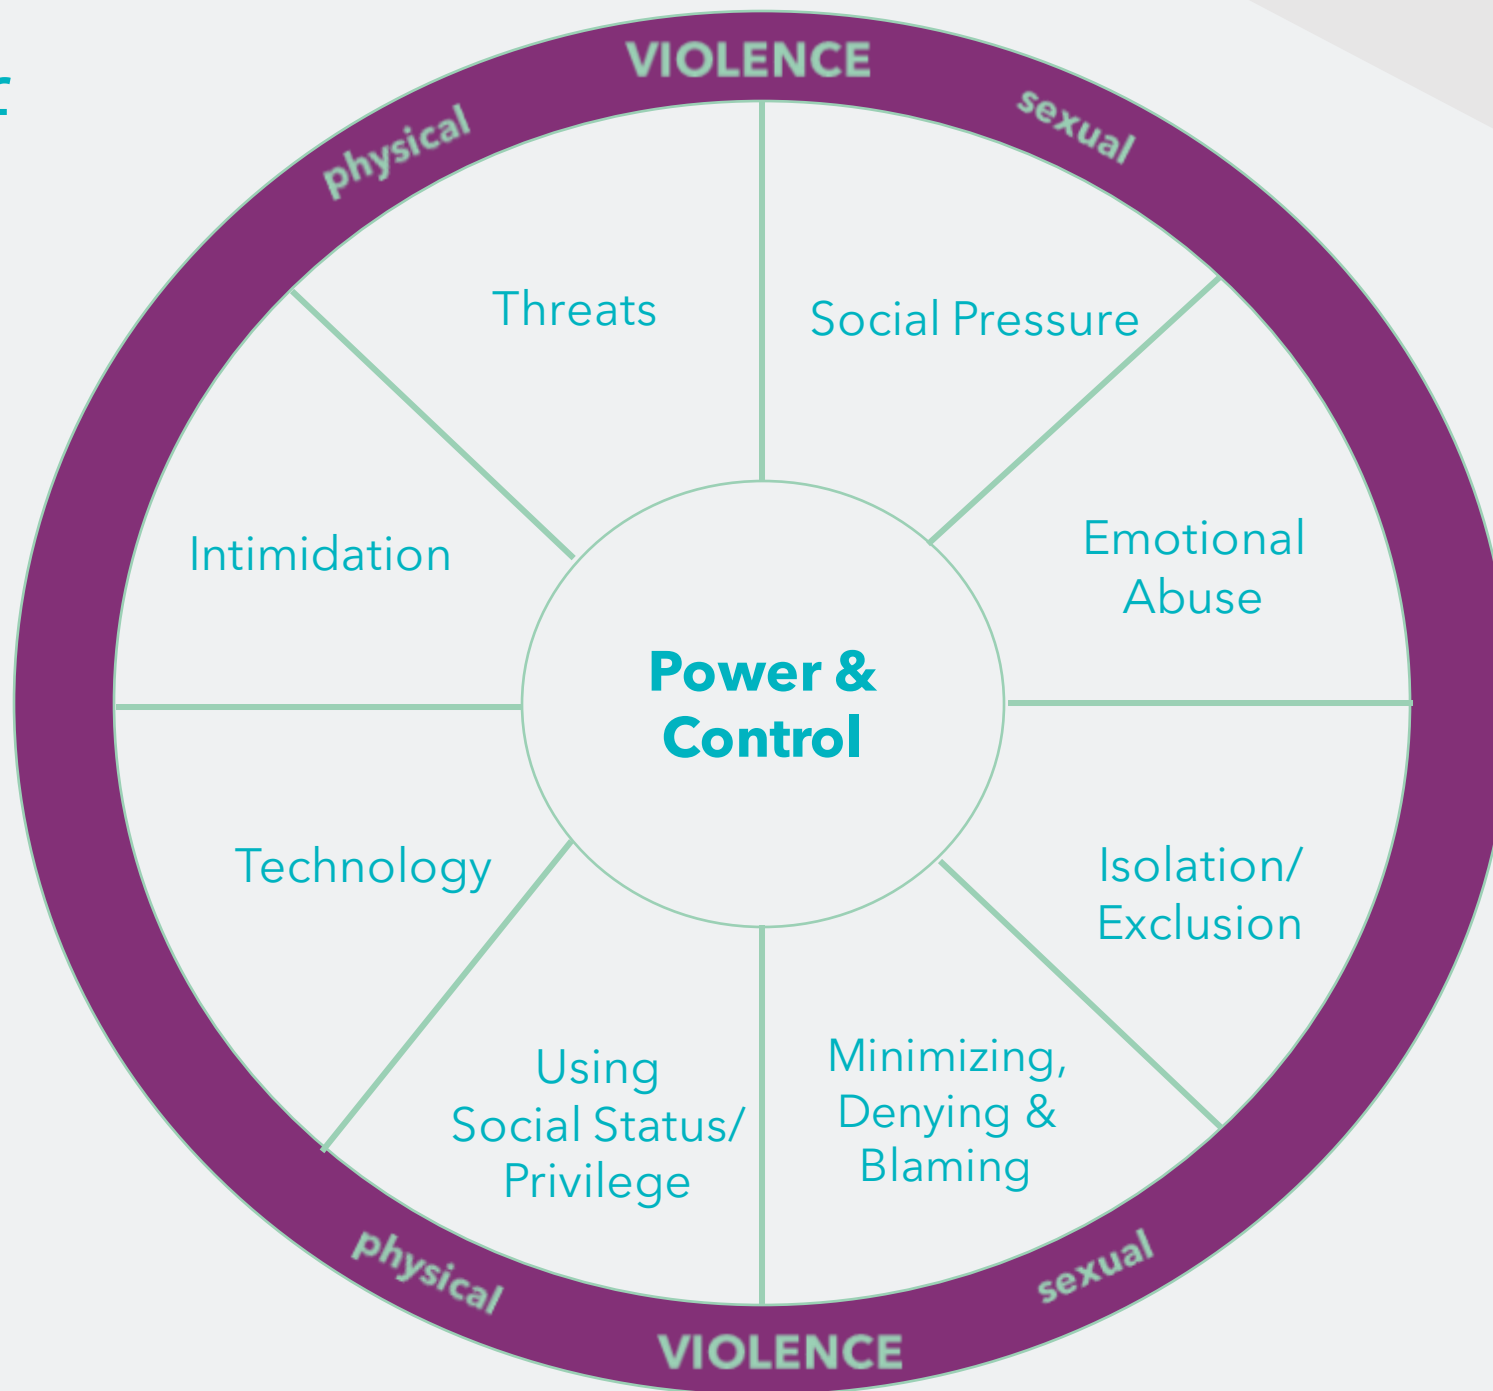 VIOLENCE
physical
sexual
Threats
Social Pressure
Intimidation
Emotional
Abuse
Power &
Control
Technology
Isolation/
Exclusion
Using
Social Status/
Privilege
Minimizing,
Denying &
Blaming
physical
sexual
VIOLENCE